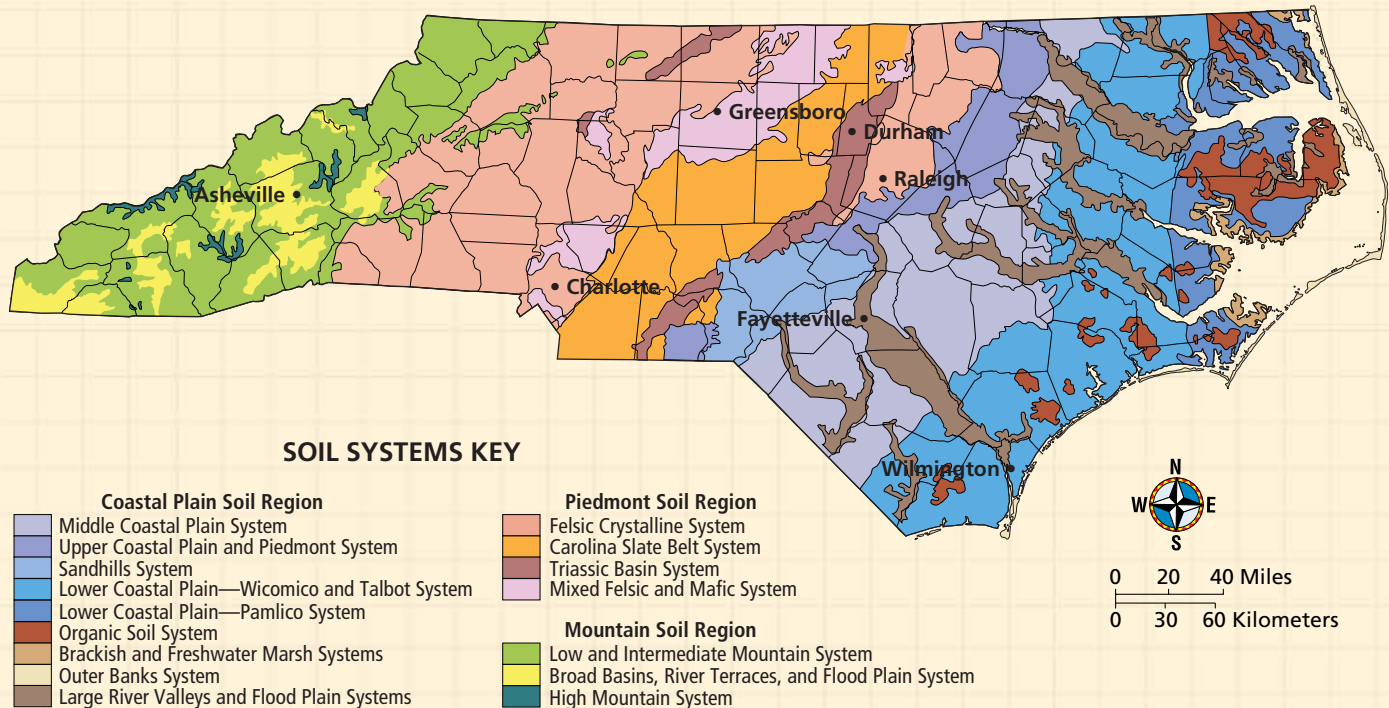 Greensboro
Durham
Raleigh
Asheville
Charlotte
Fayetteville
Wilmington
SOIL SYSTEMS KEY
Coastal Plain Soil Region
Middle Coastal Plain System
Upper Coastal Plain and Piedmont System
Sandhills System
Lower Coastal Plain—Wicomico and Talbot System
Lower Coastal Plain—Pamlico System
Organic Soil System
Brackish and Freshwater Marsh Systems
Outer Banks System
Large River Valleys and Flood Plain Systems
Piedmont Soil Region
Felsic Crystalline System
Carolina Slate Belt System
Triassic Basin System
Mixed Felsic and Mafic System
Mountain Soil Region
Low and Intermediate Mountain System
Broad Basins, River Terraces, and Flood Plain System
High Mountain System
N
W E
S
0 20 40 Miles
0 30 60 Kilometers